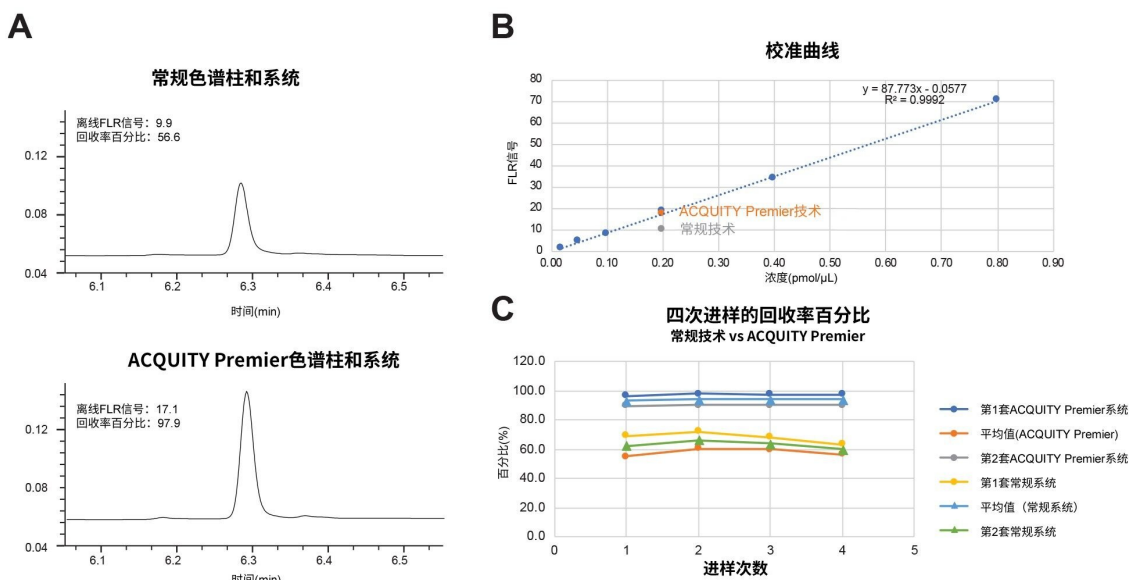 A
常规色谱柱和系统
离线FLR信号：9.9
回收率百分比：56.6
0.12
0.08
0.04
6.1 6.2 6.3 6.4 6.5
时间(min)
ACQUITY Premier色谱柱和系统
离线FLR信号：17.1
回收率百分比：97.9
0.12
0.08
0.04
6.1 6.2 6.3 6.4 6.5
时间(min)
B
校准曲线
FLR信号
80
70
60
50
40
30
20
10
0
y = 87.773x - 0.0577
R² = 0.9992
ACQUITY Premier技术
常规技术
0.00 0.10 0.20 0.30 0.40 0.50 0.60 0.70 0.80 0.90
浓度(pmol/µL)
C
四次进样的回收率百分比
常规技术 vs ACQUITY Premier
百分比(%)
120.0
100.0
80.0
60.0
40.0
20.0
0.0
0 1 2 3 4 5
进样次数
第1套ACQUITY Premier系统
平均值(ACQUITY Premier)
第2套ACQUITY Premier系统
第1套常规系统
平均值（常规系统）
第2套常规系统